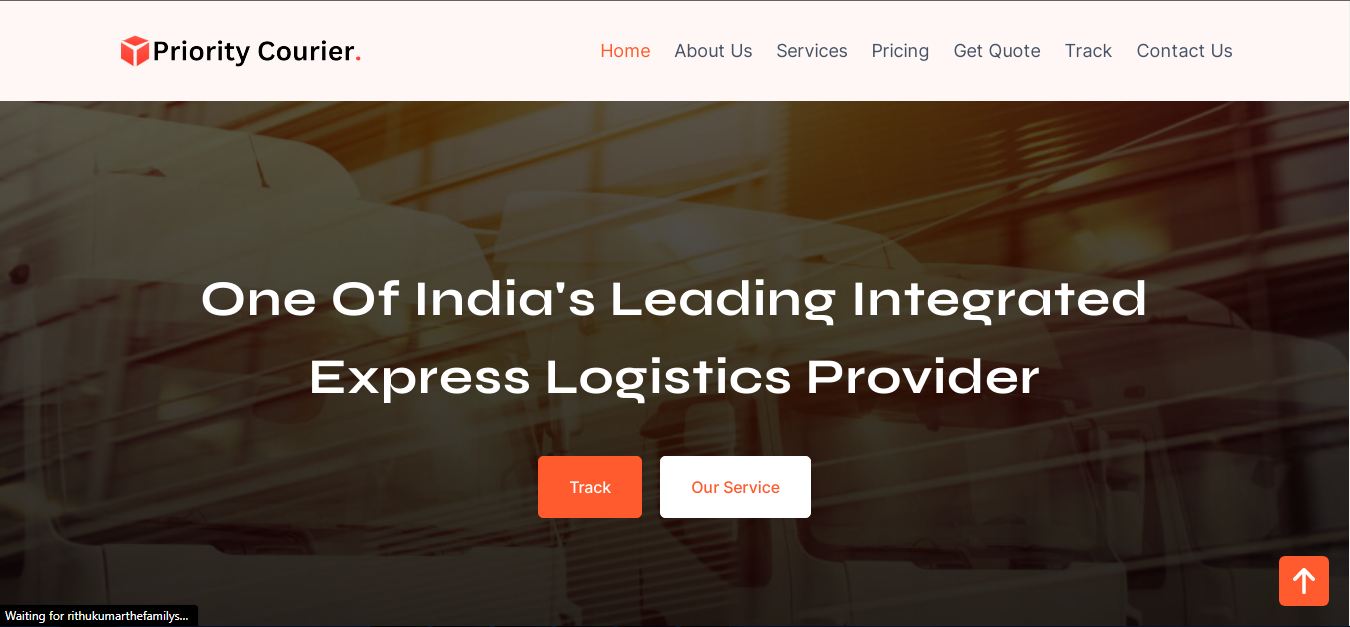 Priority Courier.
Home About Us Services Pricing Get Quote Track Contact Us
One Of India's Leading Integrated
Express Logistics Provider
Track Our Service
Waiting for rithukumarthefamilys...